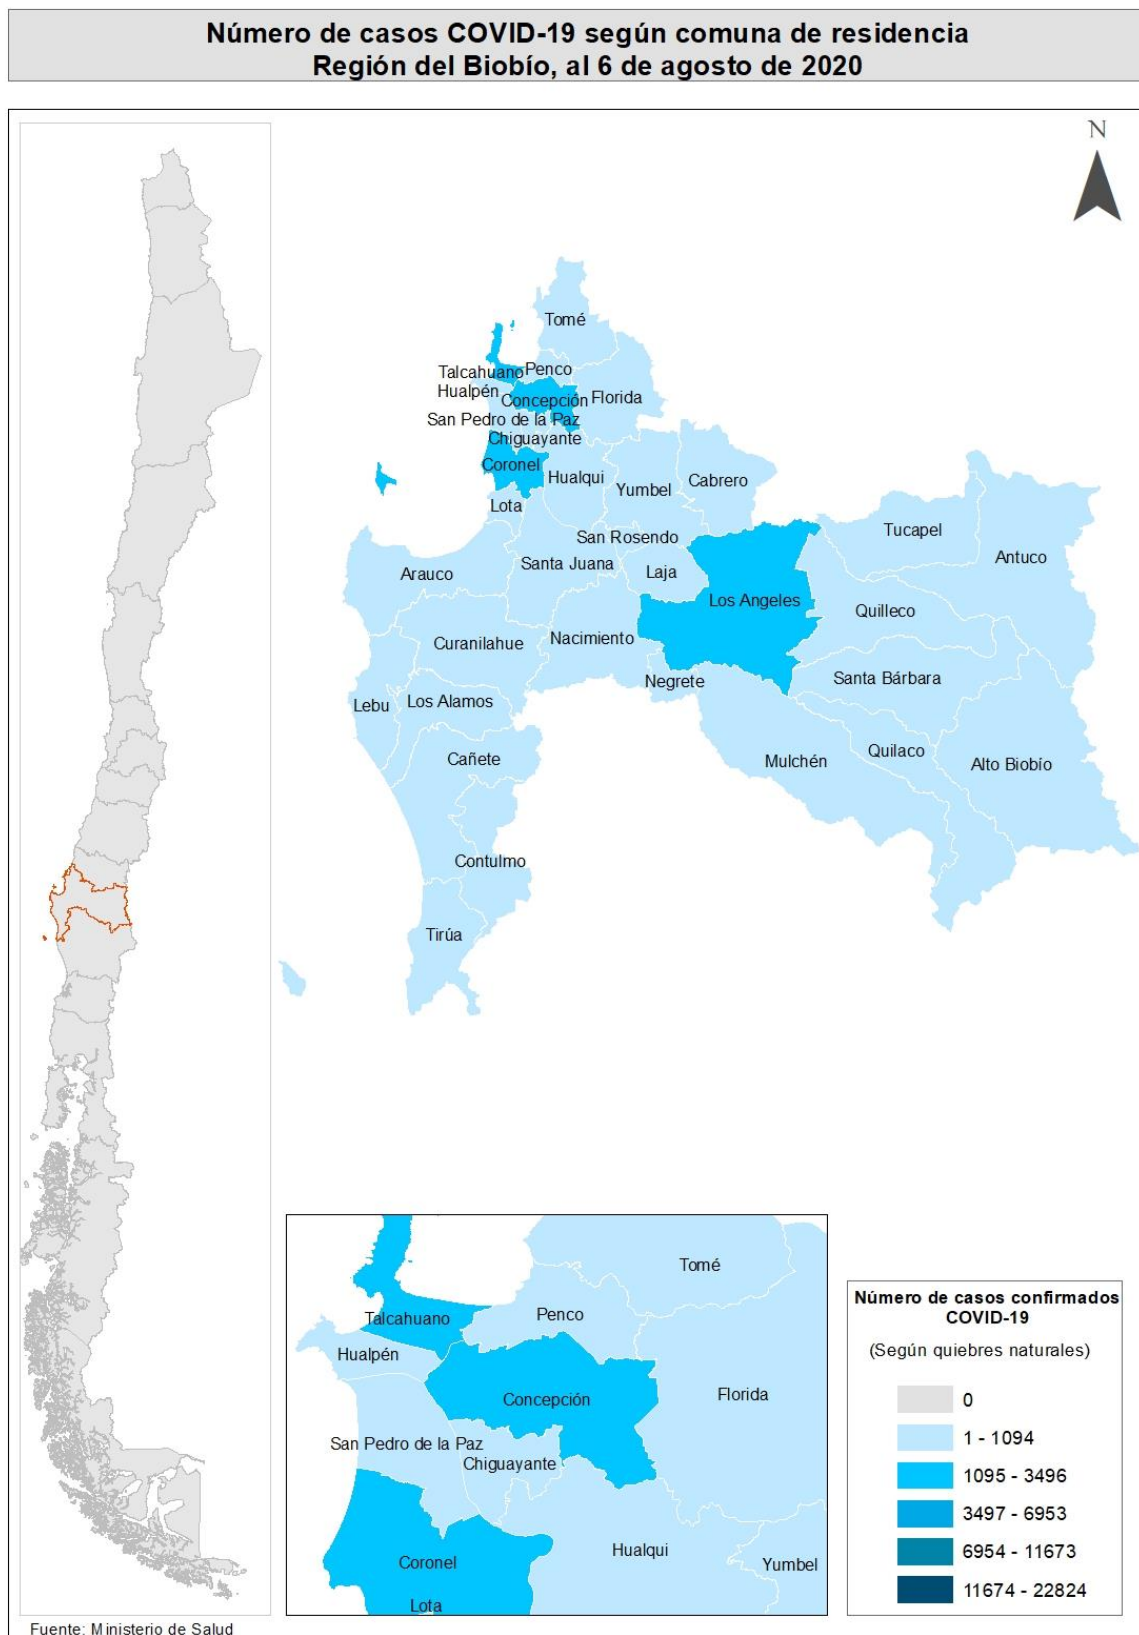 Número de casos COVID-19 según comuna de residencia
Región del Biobío, al 6 de agosto de 2020
N
Tomé
Talcahuano
Penco
Hualpén
Concepción
Florida
San Pedro de la Paz
Chiguayante
Coronel
Hualqui
Yumbel
Cabrero
Lota
San Rosendo
Tucapel
Antuco
Arauco
Santa Juana
Laja
Los Angeles
Quilleco
Curanilahue
Nacimiento
Negrete
Santa Bárbara
Lebu
Los Alamos
Cañete
Mulchén
Quilaco
Alto Biobío
Contulmo
Tirúa
Tomé
Talcahuano
Penco
Hualpén
Concepción
Florida
San Pedro de la Paz
Chiguayante
Coronel
Hualqui
Yumbel
Lota
Número de casos confirmados
COVID-19
(Según quiebres naturales)
0
1 - 1094
1095 - 3496
3497 - 6953
6954 - 11673
11674 - 22824
Fuente: Ministerio de Salud